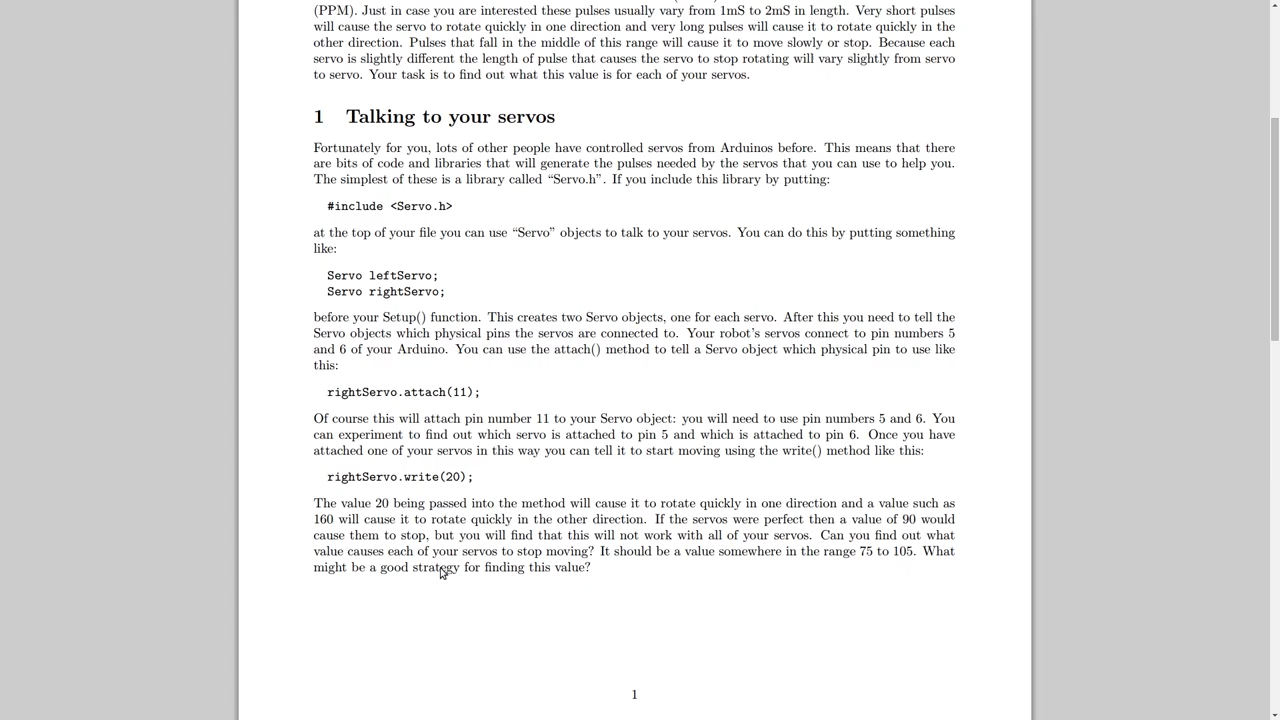 (PPM). Just in case you are interested these pulses usually vary from 1mS to 2mS in length. Very short pulses
will cause the servo to rotate quickly in one direction and very long pulses will cause it to rotate quickly in the
other direction. Pulses that fall in the middle of this range will cause it to move slowly or stop. Because each
servo is slightly different the length of pulse that causes the servo to stop rotating will vary slightly from servo
to servo. Your task is to find out what this value is for each of your servos.
1 Talking to your servos
Fortunately for you, lots of other people have controlled servos from Arduinos before. This means that there
are bits of code and libraries that will generate the pulses needed by the servos that you can use to help you.
The simplest of these is a library called “Servo.h”. If you include this library by putting:
#include <Servo.h>
at the top of your file you can use “Servo” objects to talk to your servos. You can do this by putting something
like:
Servo leftServo;
Servo rightServo;
before your Setup() function. This creates two Servo objects, one for each servo. After this you need to tell the
Servo objects which physical pins the servos are connected to. Your robot's servos connect to pin numbers 5
and 6 of your Arduino. You can use the attach() method to tell a Servo object which physical pin to use like
this:
rightServo.attach(11);
Of course this will attach pin number 11 to your Servo object: you will need to use pin numbers 5 and 6. You
can experiment to find out which servo is attached to pin 5 and which is attached to pin 6. Once you have
attached one of your servos in this way you can tell it to start moving using the write() method like this:
rightServo.write(20);
The value 20 being passed into the method will cause it to rotate quickly in one direction and a value such as
160 will cause it to rotate quickly in the other direction. If the servos were perfect then a value of 90 would
cause them to stop, but you will find that this will not work with all of your servos. Can you find out what
value causes each of your servos to stop moving? It should be a value somewhere in the range 75 to 105. What
might be a good strategy for finding this value?
1